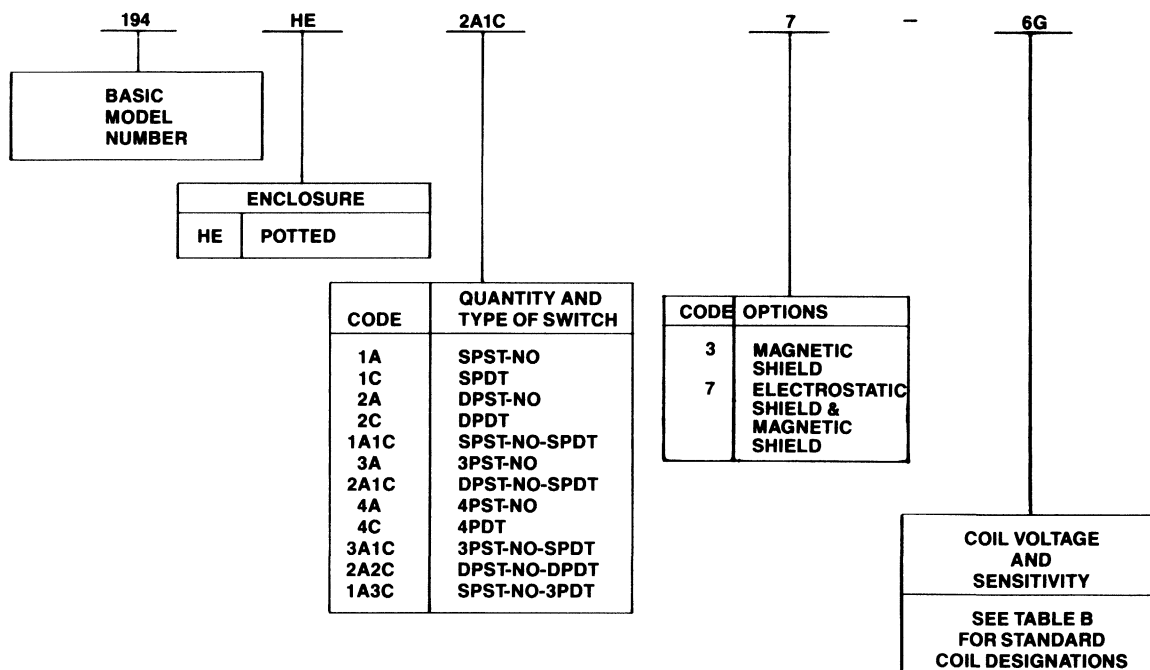 194 HE 2A1C 7 – 6G
BASIC
MODEL
NUMBER
ENCLOSURE
HE POTTED
CODE QUANTITY AND
TYPE OF SWITCH
1A SPST-NO
1C SPDT
2A DPST-NO
2C DPDT
1A1C SPST-NO-SPDT
3A 3PST-NO
2A1C DPST-NO-SPDT
4A 4PST-NO
4C 4PDT
3A1C 3PST-NO-SPDT
2A2C DPST-NO-DPDT
1A3C SPST-NO-3PDT
CODE OPTIONS
3 MAGNETIC
SHIELD
7 ELECTROSTATIC
SHIELD &
MAGNETIC
SHIELD
COIL VOLTAGE
AND
SENSITIVITY
SEE TABLE B
FOR STANDARD
COIL DESIGNATIONS